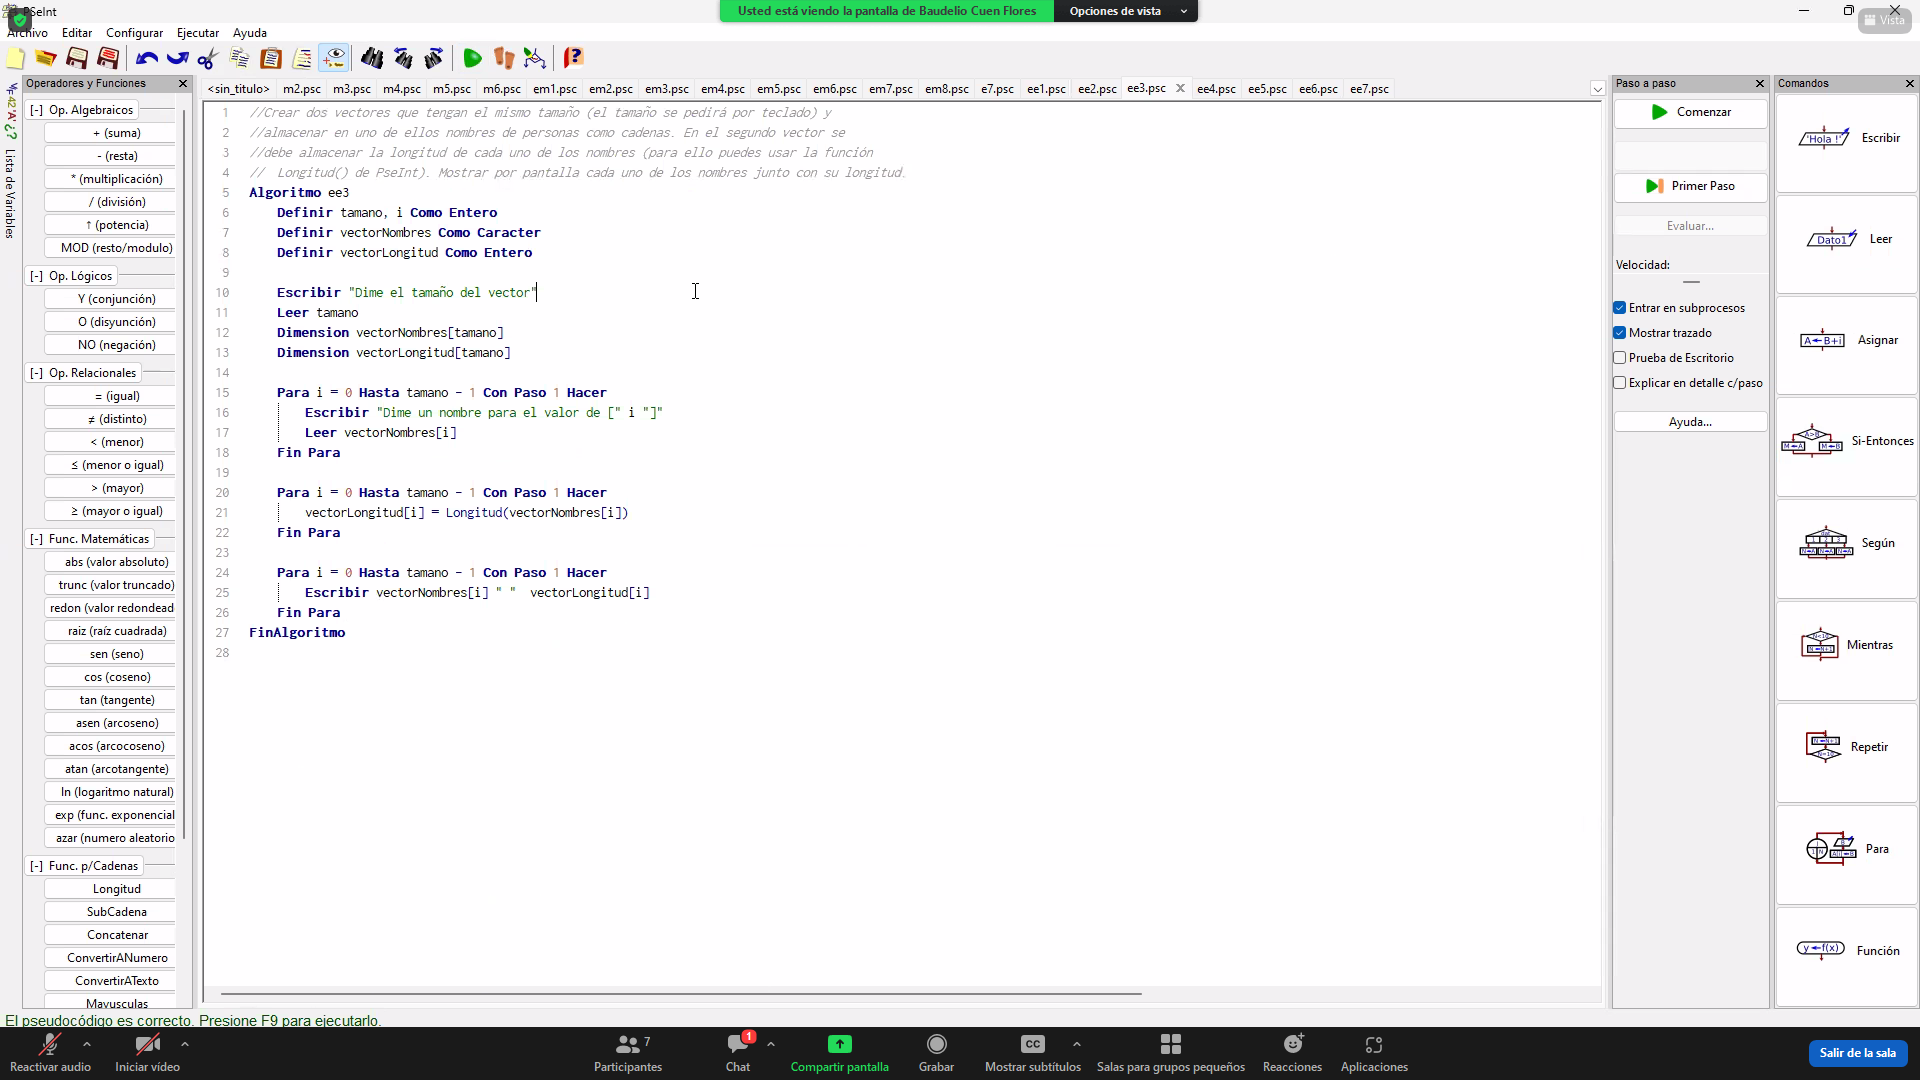 PSeInt
Usted está viendo la pantalla de Baudelio Cuen Flores
Opciones de vista
Vista
Archivo Editar Configurar Ejecutar Ayuda
Operadores y Funciones
<sin_titulo> m2.psc m3.psc m4.psc m5.psc m6.psc em1.psc em2.psc em3.psc em4.psc em5.psc em6.psc em7.psc em8.psc e7.psc ee1.psc ee2.psc ee3.psc ee4.psc ee5.psc ee6.psc ee7.psc
Lista de Variables
[-] Op. Algebraicos
+ (suma)
- (resta)
* (multiplicación)
/ (división)
↑ (potencia)
MOD (resto/modulo)
[-] Op. Lógicos
Y (conjunción)
O (disyunción)
NO (negación)
[-] Op. Relacionales
= (igual)
≠ (distinto)
< (menor)
≤ (menor o igual)
> (mayor)
≥ (mayor o igual)
[-] Func. Matemáticas
abs (valor absoluto)
trunc (valor truncado)
redon (valor redondead
raiz (raíz cuadrada)
sen (seno)
cos (coseno)
tan (tangente)
asen (arcoseno)
acos (arcocoseno)
atan (arcotangente)
ln (logaritmo natural)
exp (func. exponencial
azar (numero aleatorio
[-] Func. p/Cadenas
Longitud
SubCadena
Concatenar
ConvertirANumero
ConvertirATexto
Mayusculas
1 //Crear dos vectores que tengan el mismo tamaño (el tamaño se pedirá por teclado) y
2 //almacenar en uno de ellos nombres de personas como cadenas. En el segundo vector se
3 //debe almacenar la longitud de cada uno de los nombres (para ello puedes usar la función
4 //  Longitud() de PseInt). Mostrar por pantalla cada uno de los nombres junto con su longitud.
5 Algoritmo ee3
6 Definir tamano, i Como Entero
7 Definir vectorNombres Como Caracter
8 Definir vectorLongitud Como Entero
9
10 Escribir "Dime el tamaño del vector"
11 Leer tamano
12 Dimension vectorNombres[tamano]
13 Dimension vectorLongitud[tamano]
14
15 Para i = 0 Hasta tamano - 1 Con Paso 1 Hacer
16 Escribir "Dime un nombre para el valor de [" i "]"
17 Leer vectorNombres[i]
18 Fin Para
19
20 Para i = 0 Hasta tamano - 1 Con Paso 1 Hacer
21 vectorLongitud[i] = Longitud(vectorNombres[i])
22 Fin Para
23
24 Para i = 0 Hasta tamano - 1 Con Paso 1 Hacer
25 Escribir vectorNombres[i] " "  vectorLongitud[i]
26 Fin Para
27 FinAlgoritmo
28
Paso a paso
Comenzar
Primer Paso
Evaluar...
Velocidad:
Entrar en subprocesos
Mostrar trazado
Prueba de Escritorio
Explicar en detalle c/paso
Ayuda...
Comandos
'Hola !' Escribir
Dato1 Leer
A←B+i Asignar
Si-Entonces
Según
Mientras
Repetir
Para
y←f(x) Función
El pseudocódigo es correcto. Presione F9 para ejecutarlo.
Reactivar audio
Iniciar vídeo
7
Participantes
1
Chat
Compartir pantalla
Grabar
CC
Mostrar subtítulos
Salas para grupos pequeños
Reacciones
Aplicaciones
Salir de la sala